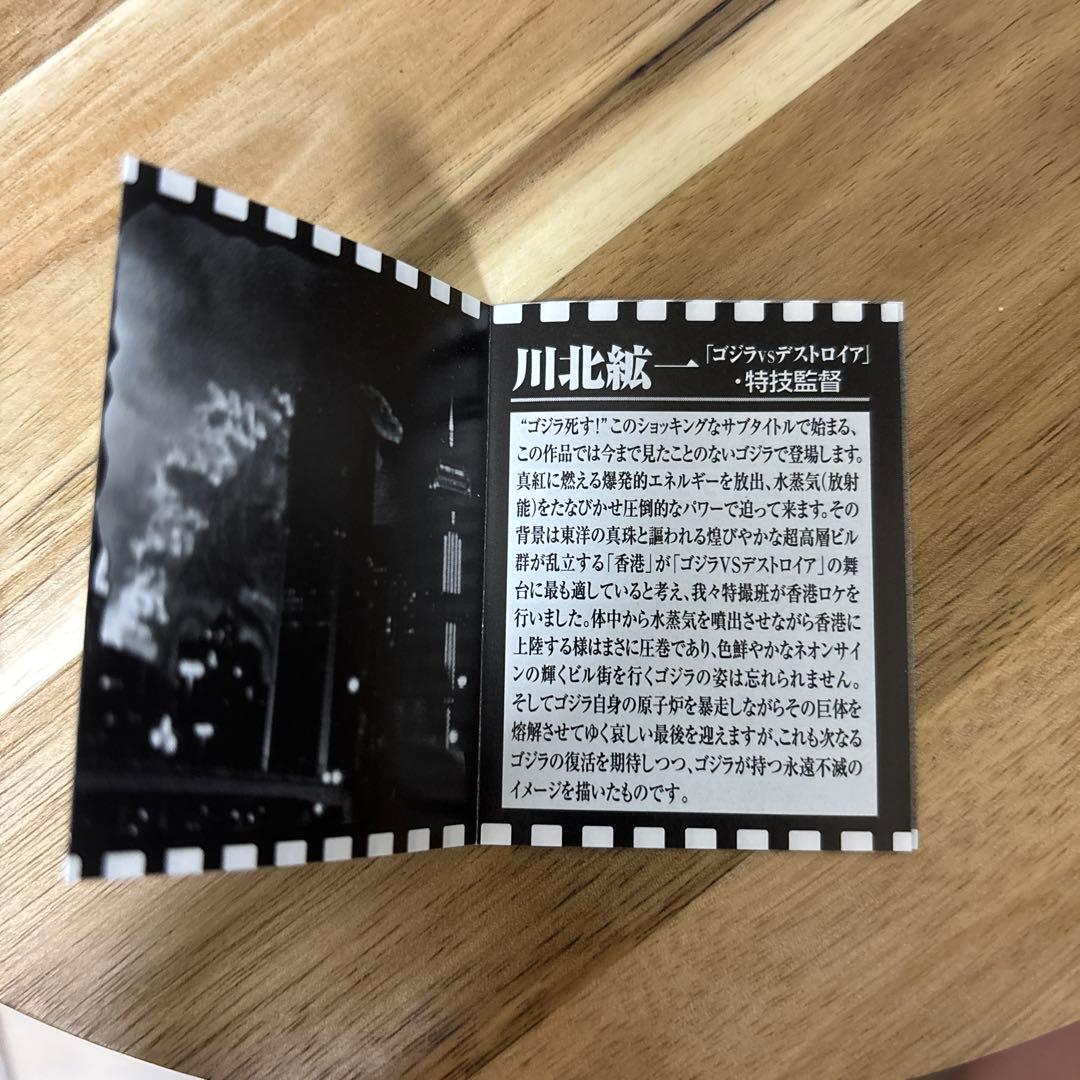 川北紘一「ゴジラvsデストロイア」
・特技監督
“ゴジラ死す!”このショッキングなサブタイトルで始まる、
この作品では今まで見たことのないゴジラで登場します。
真紅に燃える爆発的エネルギーを放出、水蒸気(放射
能)をたなびかせ圧倒的なパワーで迫って来ます。その
背景は東洋の真珠と謳われる煌びやかな超高層ビル
群が乱立する「香港」が「ゴジラVSデストロイア」の舞
台に最も適していると考え、我々特撮班が香港ロケを
行いました。体中から水蒸気を噴出させながら香港に
上陸する様はまさに圧巻であり、色鮮やかなネオンサイ
ンの輝くビル街を行くゴジラの姿は忘れられません。
そしてゴジラ自身の原子炉を暴走しながらその巨体を
熔解させてゆく哀しい最後を迎えますが、これも次なる
ゴジラの復活を期待しつつ、ゴジラが持つ永遠不滅の
イメージを描いたものです。